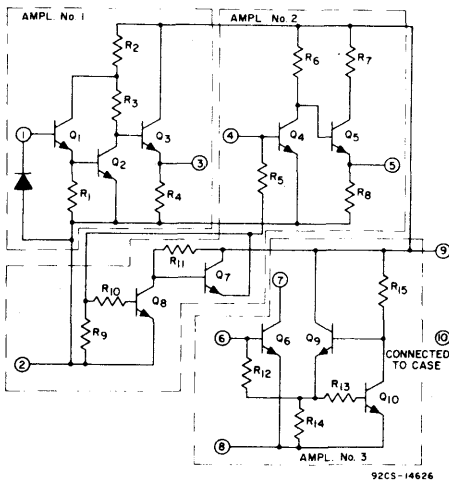 AMPL. No. 1
AMPL. No. 2
R2
R6
R7
R3
1
Q1
Q2
Q3
3
4
Q4
Q5
5
R1
R4
R5
R8
R11
Q7
9
R10
Q8
7
R15
R9
6
Q6
Q9
10
CONNECTED
TO CASE
2
R12
R13
Q10
R14
8
AMPL. No. 3
92CS-14626